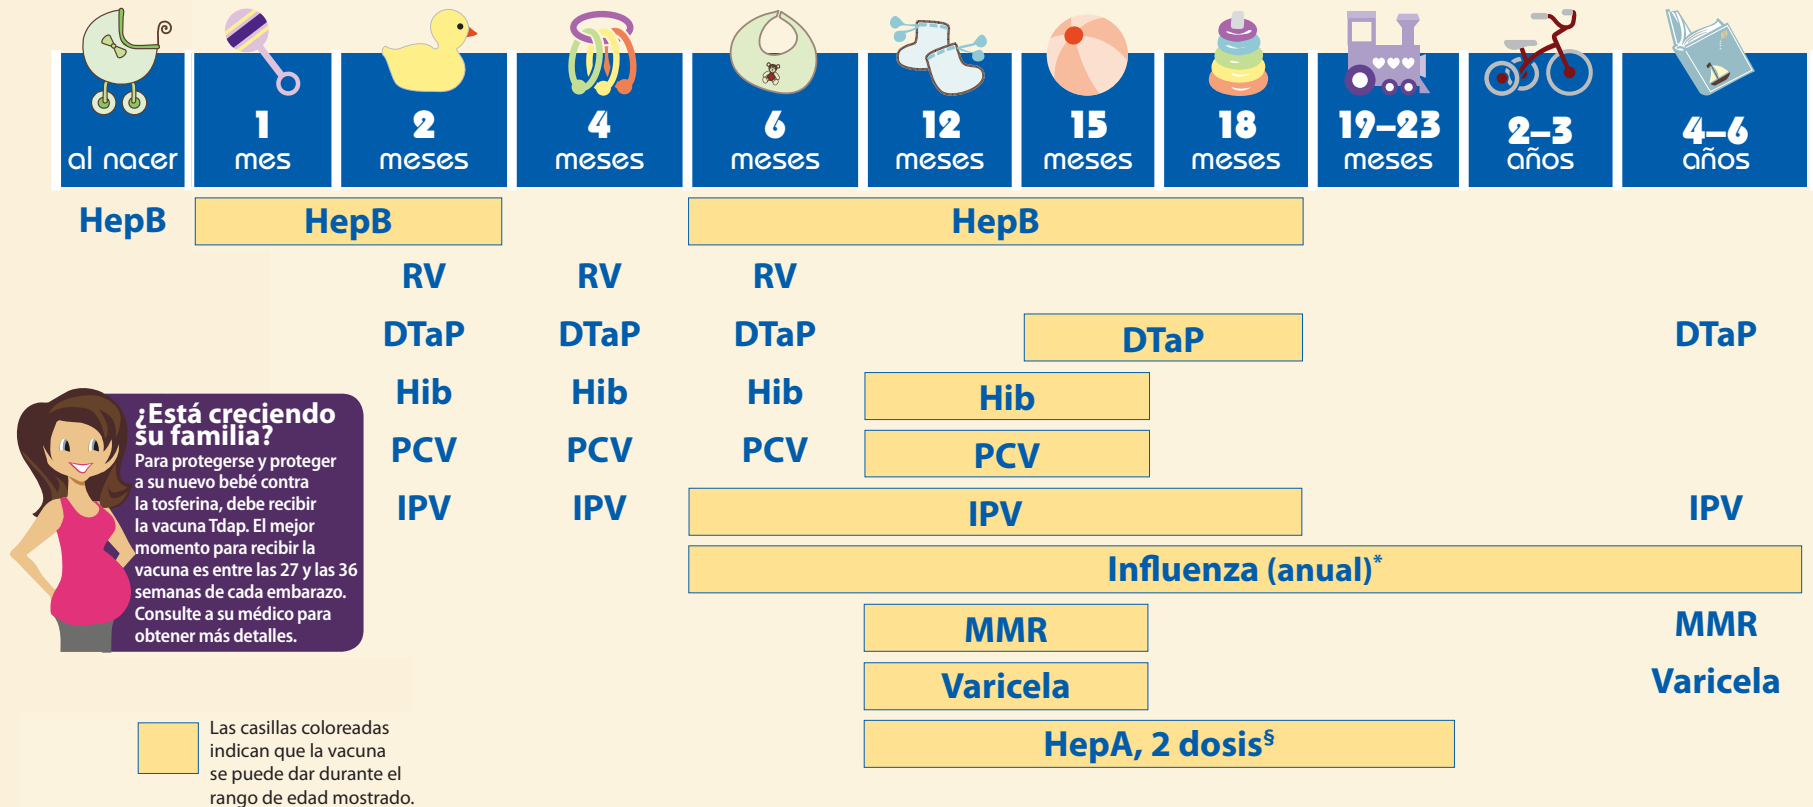 al nacer
1 mes
2 meses
4 meses
6 meses
12 meses
15 meses
18 meses
19–23 meses
2–3 años
4–6 años
HepB HepB HepB
RV RV RV
DTaP DTaP DTaP DTaP DTaP
Hib Hib Hib Hib
PCV PCV PCV PCV
IPV IPV IPV IPV
Influenza (anual)*
MMR MMR
Varicela Varicela
HepA, 2 dosis§
¿Está creciendo
su familia?
Para protegerse y proteger
a su nuevo bebé contra
la tosferina, debe recibir
la vacuna Tdap. El mejor
momento para recibir la
vacuna es entre las 27 y las 36
semanas de cada embarazo.
Consulte a su médico para
obtener más detalles.
Las casillas coloreadas
indican que la vacuna
se puede dar durante el
rango de edad mostrado.